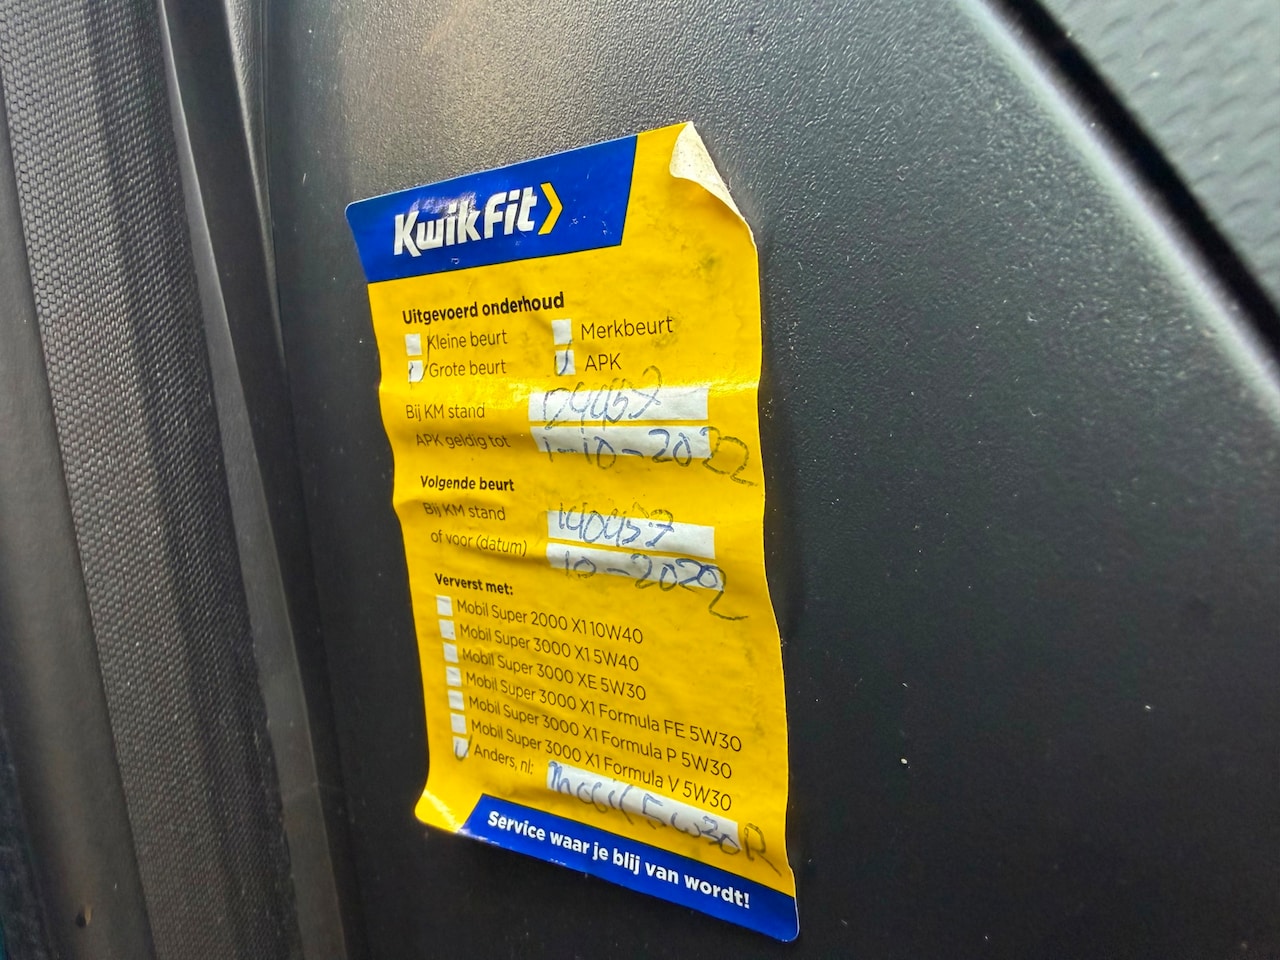 KwikFit
Uitgevoerd onderhoud
Kleine beurt Merkbeurt
Grote beurt APK
Bij KM stand
APK geldig tot 1-10-2022
Volgende beurt
Bij KM stand 140457
of voor (datum) 10-2022
Ververst met:
Mobil Super 2000 X1 10W40
Mobil Super 3000 X1 5W40
Mobil Super 3000 XE 5W30
Mobil Super 3000 X1 Formula FE 5W30
Mobil Super 3000 X1 Formula P 5W30
Mobil Super 3000 X1 Formula V 5W30
Anders, nl: Mobil 5w30 R
Service waar je blij van wordt!